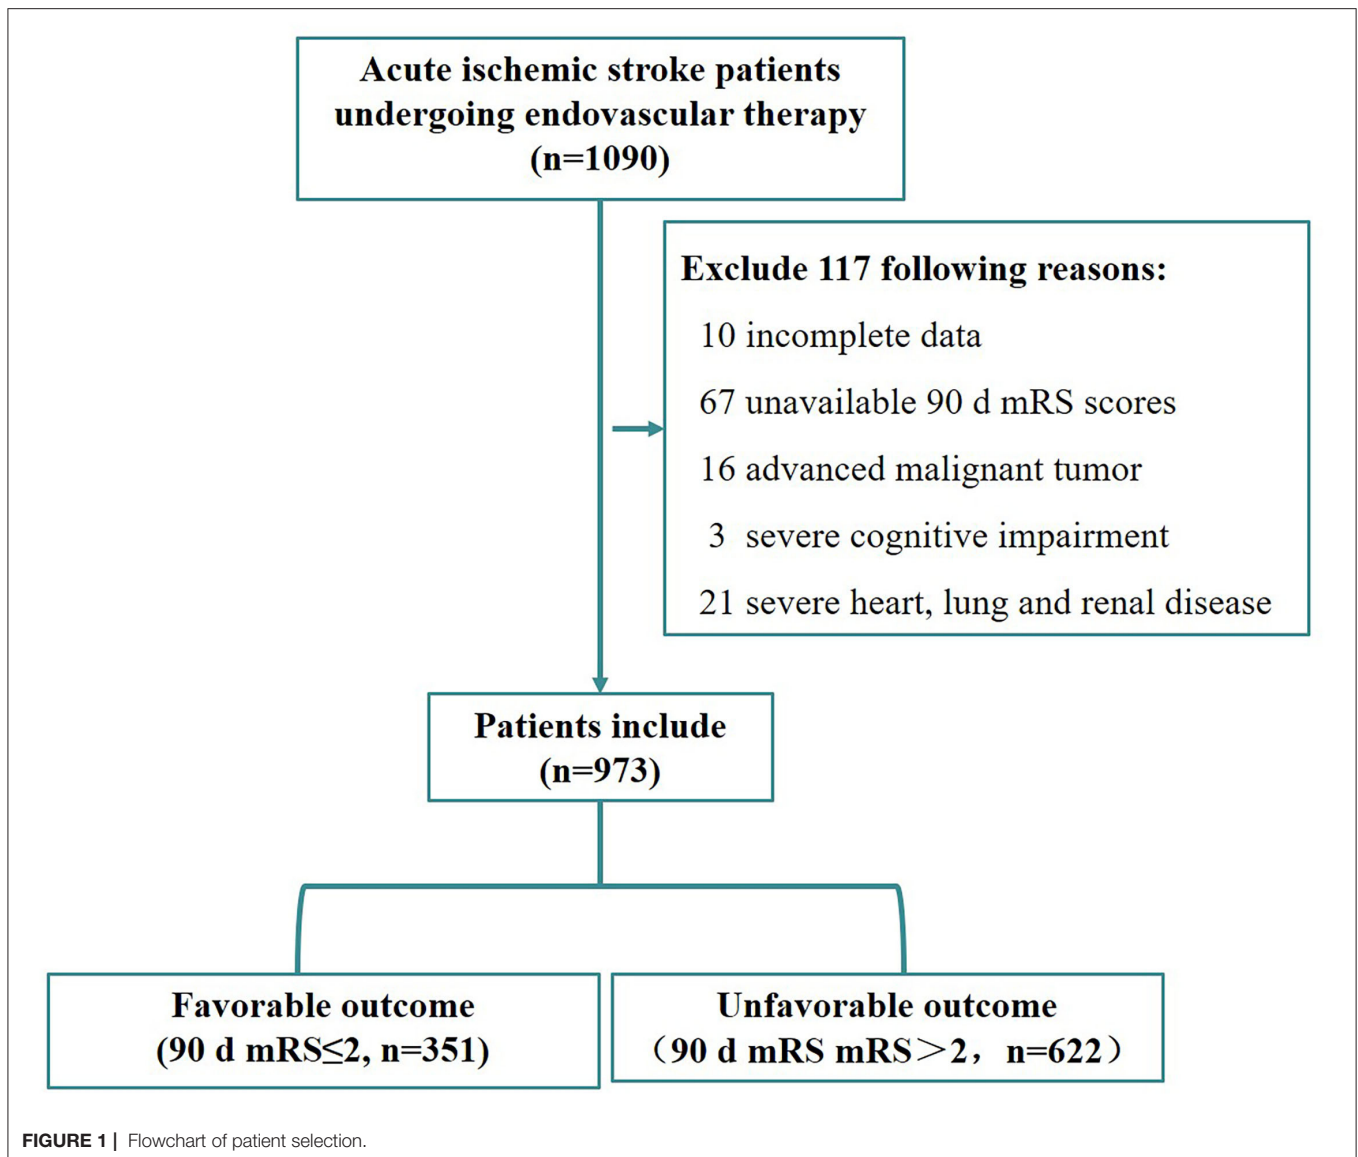 Acute ischemic stroke patients
undergoing endovascular therapy
(n=1090)
Exclude 117 following reasons:
10 incomplete data
67 unavailable 90 d mRS scores
16 advanced malignant tumor
3 severe cognitive impairment
21 severe heart, lung and renal disease
Patients include
(n=973)
Favorable outcome
(90 d mRS≤2, n=351)
Unfavorable outcome
（90 d mRS mRS＞2， n=622）
FIGURE 1 | Flowchart of patient selection.